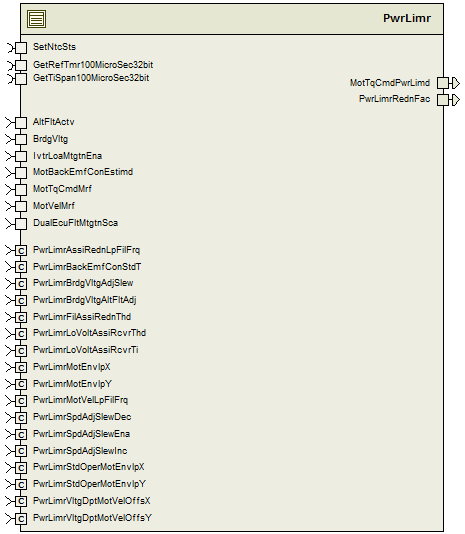 PwrLimr
SetNtcSts
GetRefTmr100MicroSec32bit
GetTiSpan100MicroSec32bit
MotTqCmdPwrLimd
PwrLimrRednFac
AltFltActv
BrdgVltg
IvtrLoaMtgtnEna
MotBackEmfConEstimd
MotTqCmdMrf
MotVelMrf
DualEcuFltMtgtnSca
C PwrLimrAssiRednLpFilFrq
C PwrLimrBackEmfConStdT
C PwrLimrBrdgVltgAdjSlew
C PwrLimrBrdgVltgAltFltAdj
C PwrLimrFilAssiRednThd
C PwrLimrLoVoltAssiRcvrThd
C PwrLimrLoVoltAssiRcvrTi
C PwrLimrMotEnvlpX
C PwrLimrMotEnvlpY
C PwrLimrMotVelLpFilFrq
C PwrLimrSpdAdjSlewDec
C PwrLimrSpdAdjSlewEna
C PwrLimrSpdAdjSlewInc
C PwrLimrStdOperMotEnvlpX
C PwrLimrStdOperMotEnvlpY
C PwrLimrVltgDptMotVelOffsX
C PwrLimrVltgDptMotVelOffsY